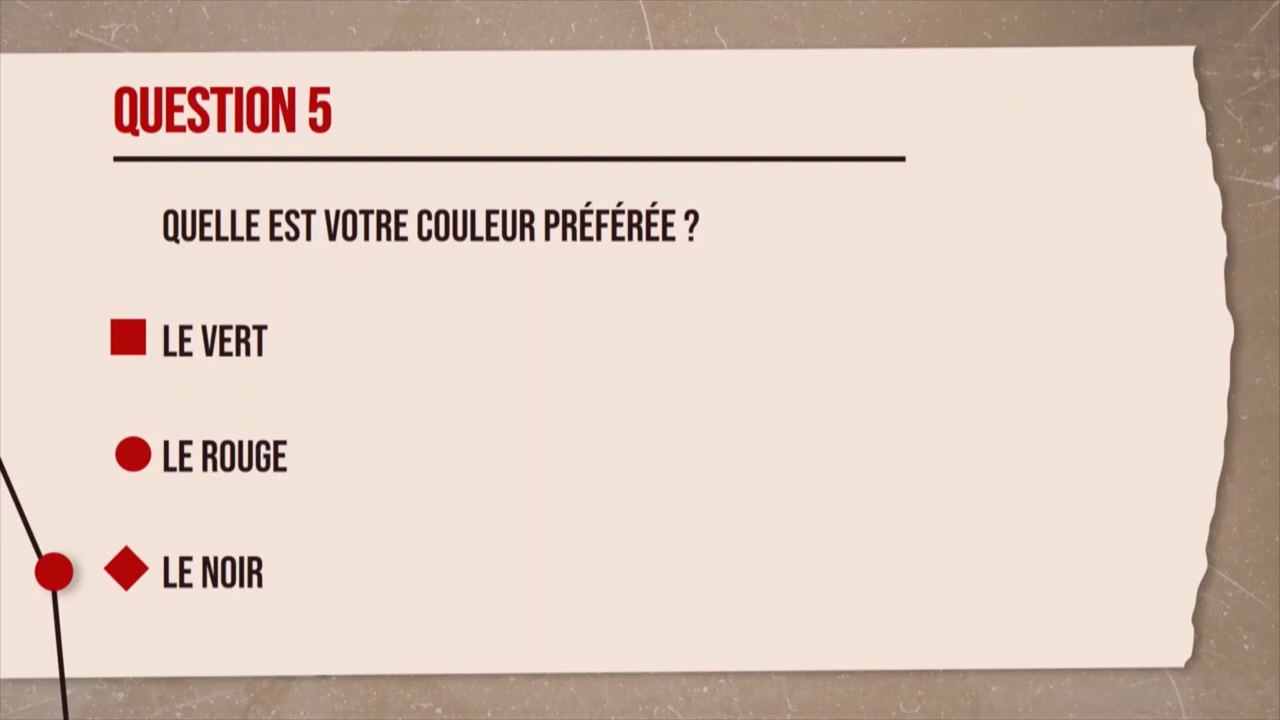 QUESTION 5
QUELLE EST VOTRE COULEUR PRÉFÉRÉE ?
LE VERT
LE ROUGE
LE NOIR